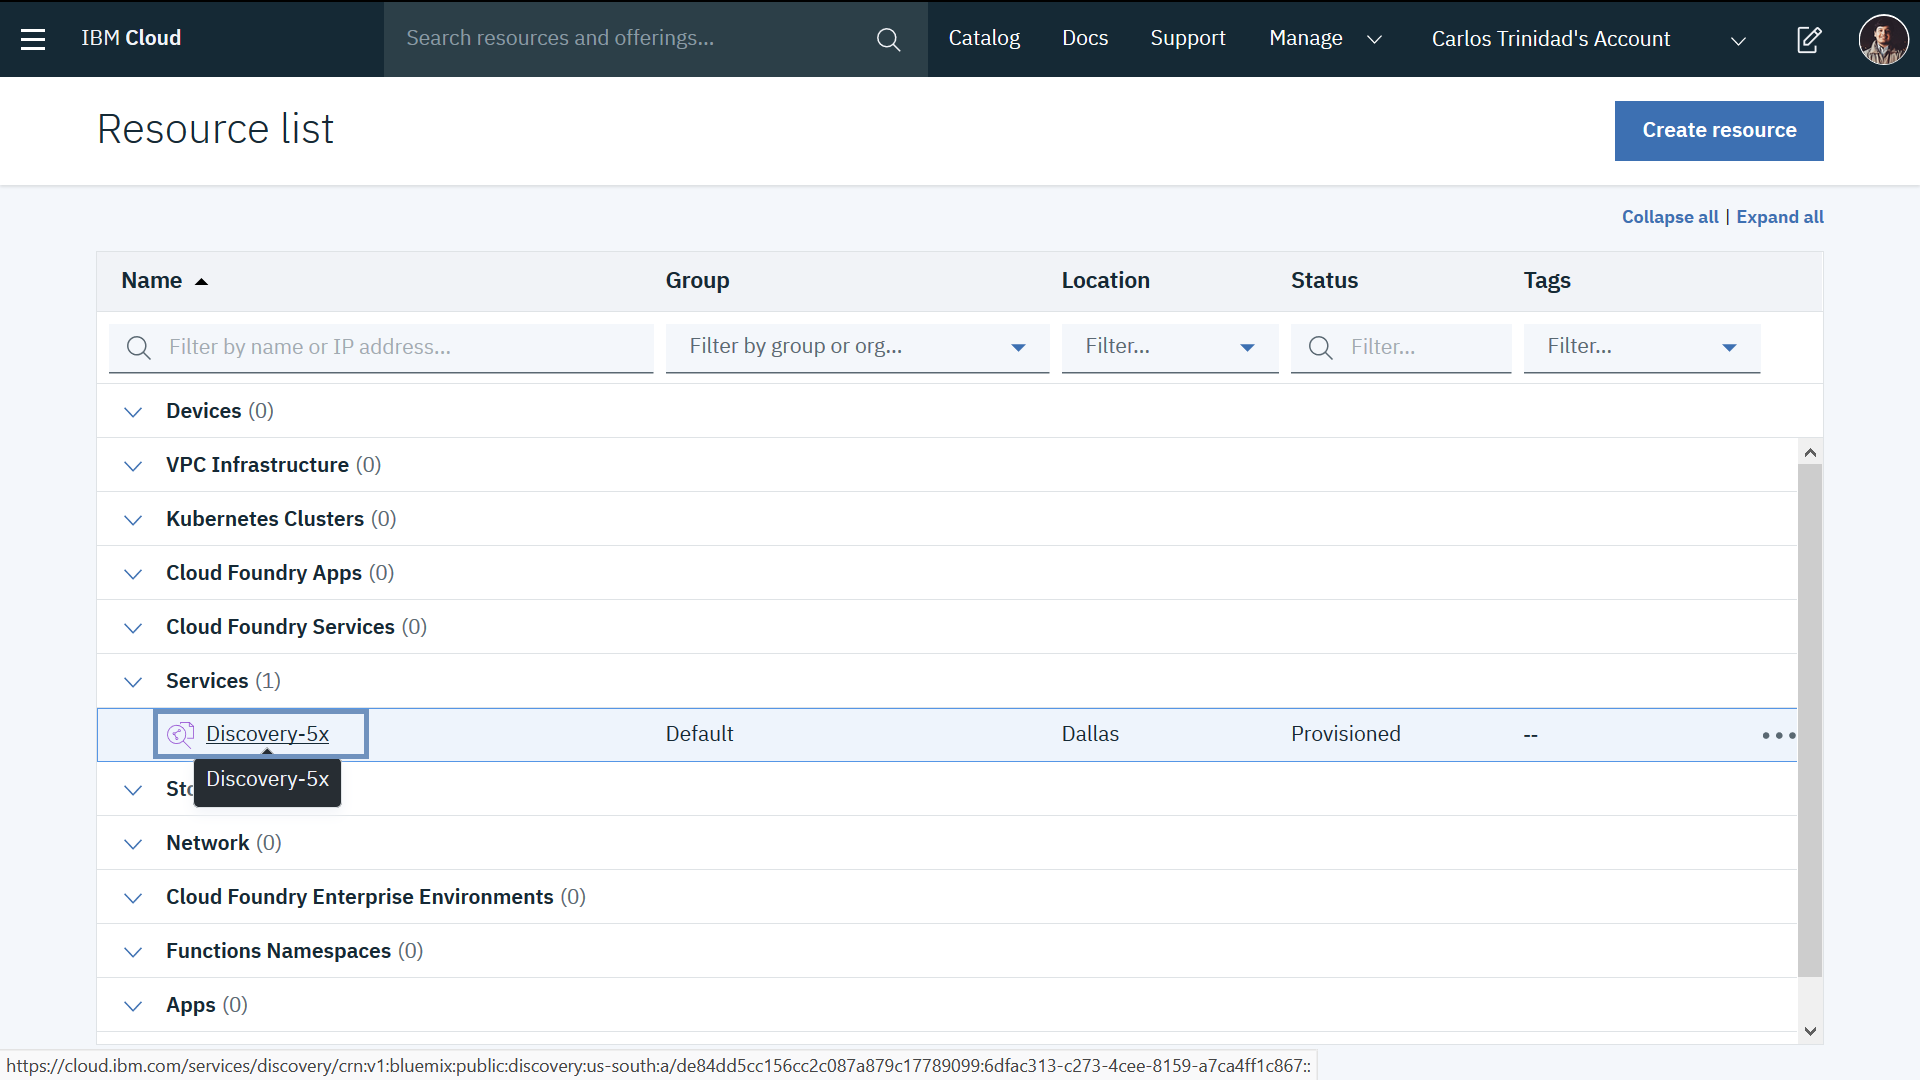 IBM Cloud
Search resources and offerings...
Catalog
Docs
Support
Manage
Carlos Trinidad's Account
Resource list
Create resource
Collapse all | Expand all
Name
Group
Location
Status
Tags
Filter by name or IP address...
Filter by group or org...
Filter...
Filter...
Filter...
Devices (0)
VPC Infrastructure (0)
Kubernetes Clusters (0)
Cloud Foundry Apps (0)
Cloud Foundry Services (0)
Services (1)
Discovery-5x
Default
Dallas
Provisioned
--
Discovery-5x
Network (0)
Cloud Foundry Enterprise Environments (0)
Functions Namespaces (0)
Apps (0)
https://cloud.ibm.com/services/discovery/crn:v1:bluemix:public:discovery:us-south:a/de84dd5cc156cc2c087a879c17789099:6dfac313-c273-4cee-8159-a7ca4ff1c867::